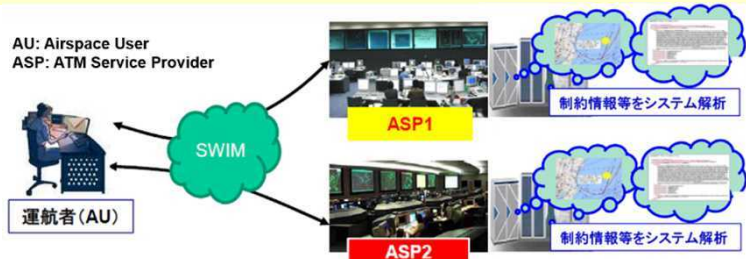 AU: Airspace User
ASP: ATM Service Provider
SWIM
運航者(AU)
ASP1
制約情報等をシステム解析
ASP2
制約情報等をシステム解析